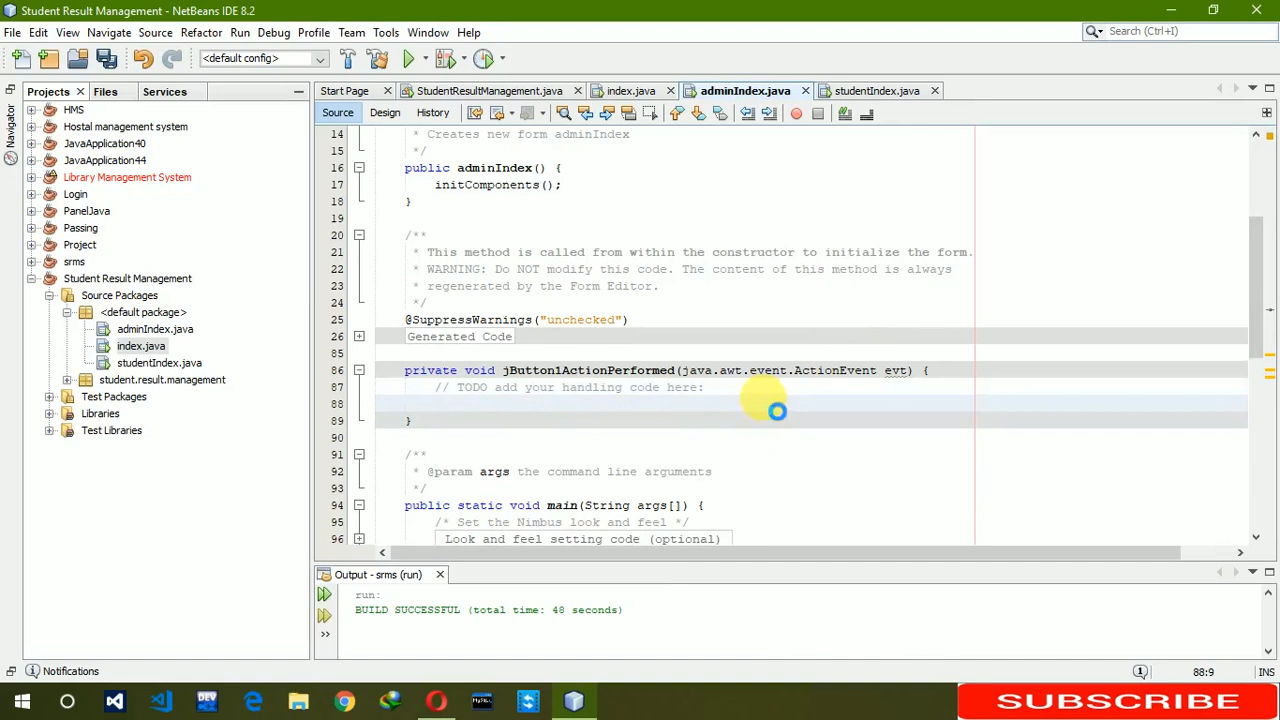 Student Result Management - NetBeans IDE 8.2
File Edit View Navigate Source Refactor Run Debug Profile Team Tools Window Help
Search (Ctrl+I)
<default config>
Projects Files Services
Start Page StudentResultManagement.java index.java adminIndex.java studentIndex.java
Source Design History
Navigator
HMS
Hostal management system
JavaApplication40
JavaApplication44
Library Management System
Login
PanelJava
Passing
Project
srms
Student Result Management
Source Packages
<default package>
adminIndex.java
index.java
studentIndex.java
student.result.management
Test Packages
Libraries
Test Libraries
14 * Creates new form adminIndex
15 */
16 public adminIndex() {
17 initComponents();
18 }
19
20 /**
21 * This method is called from within the constructor to initialize the form.
22 * WARNING: Do NOT modify this code. The content of this method is always
23 * regenerated by the Form Editor.
24 */
25 @SuppressWarnings("unchecked")
26 Generated Code
85
86 private void jButton1ActionPerformed(java.awt.event.ActionEvent evt) {
87 // TODO add your handling code here:
88
89 }
90
91 /**
92 * @param args the command line arguments
93 */
94 public static void main(String args[]) {
95 /* Set the Nimbus look and feel */
96 Look and feel setting code (optional)
Output - srms (run)
run:
BUILD SUCCESSFUL (total time: 48 seconds)
Notifications
1
88:9
INS
DEV
SUBSCRIBE